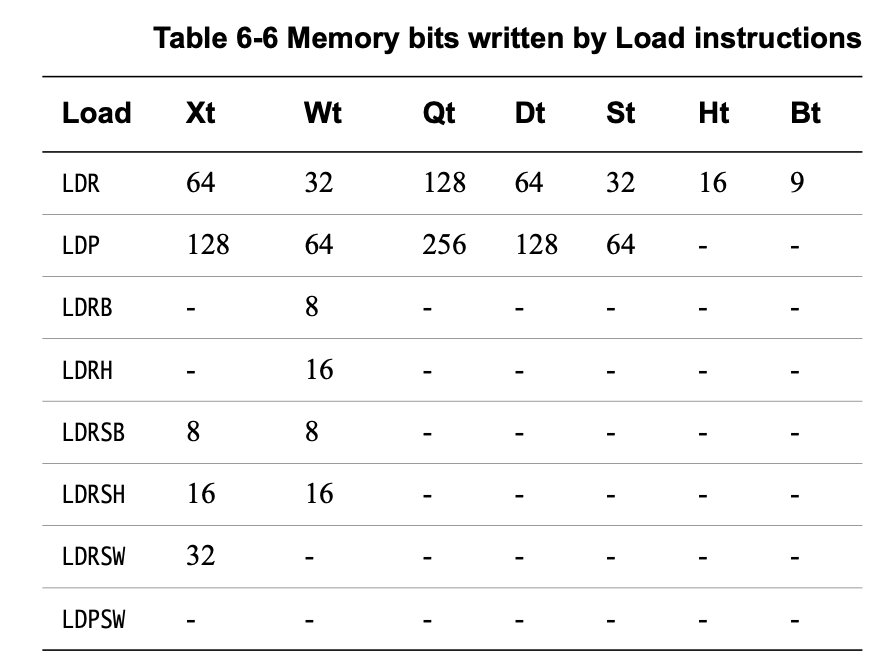 Table 6-6 Memory bits written by Load instructions
Load Xt Wt Qt Dt St Ht Bt
LDR 64 32 128 64 32 16 9
LDP 128 64 256 128 64 - -
LDRB - 8 - - - - -
LDRH - 16 - - - - -
LDRSB 8 8 - - - - -
LDRSH 16 16 - - - - -
LDRSW 32 - - - - - -
LDPSW - - - - - - -